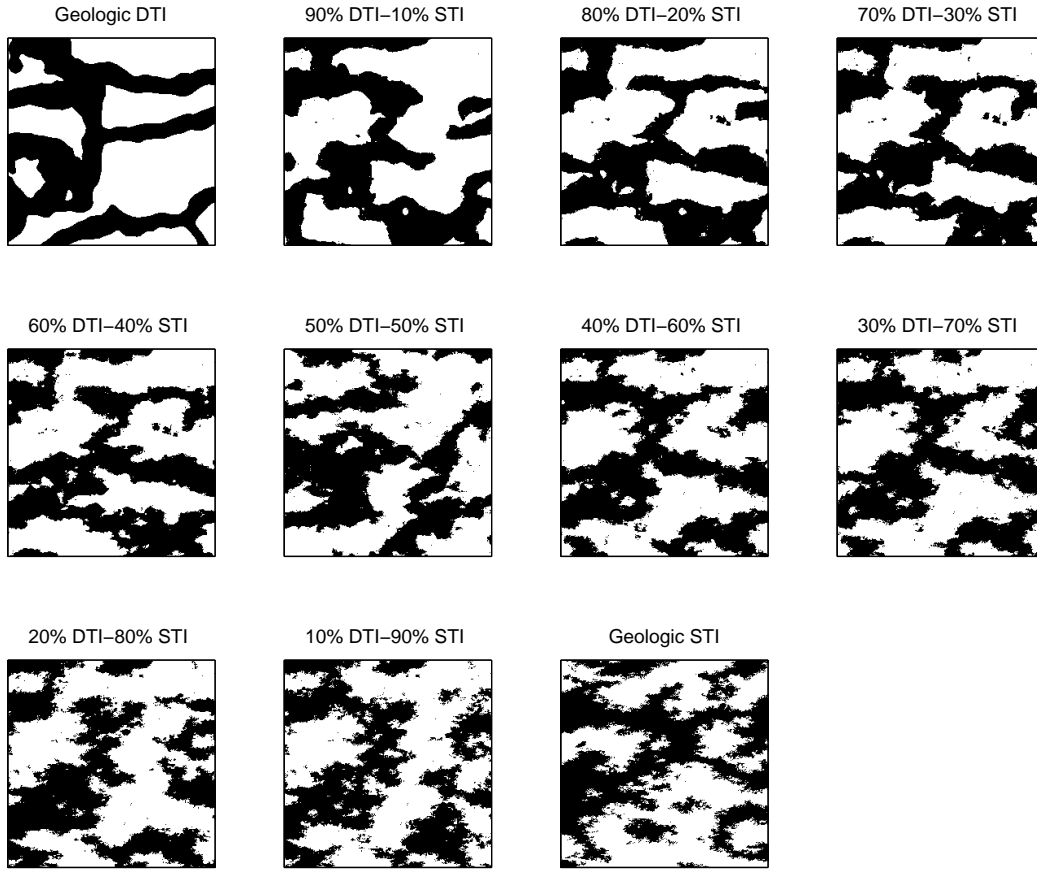 Geologic DTI
90% DTI−10% STI
80% DTI−20% STI
70% DTI−30% STI
60% DTI−40% STI
50% DTI−50% STI
40% DTI−60% STI
30% DTI−70% STI
20% DTI−80% STI
10% DTI−90% STI
Geologic STI